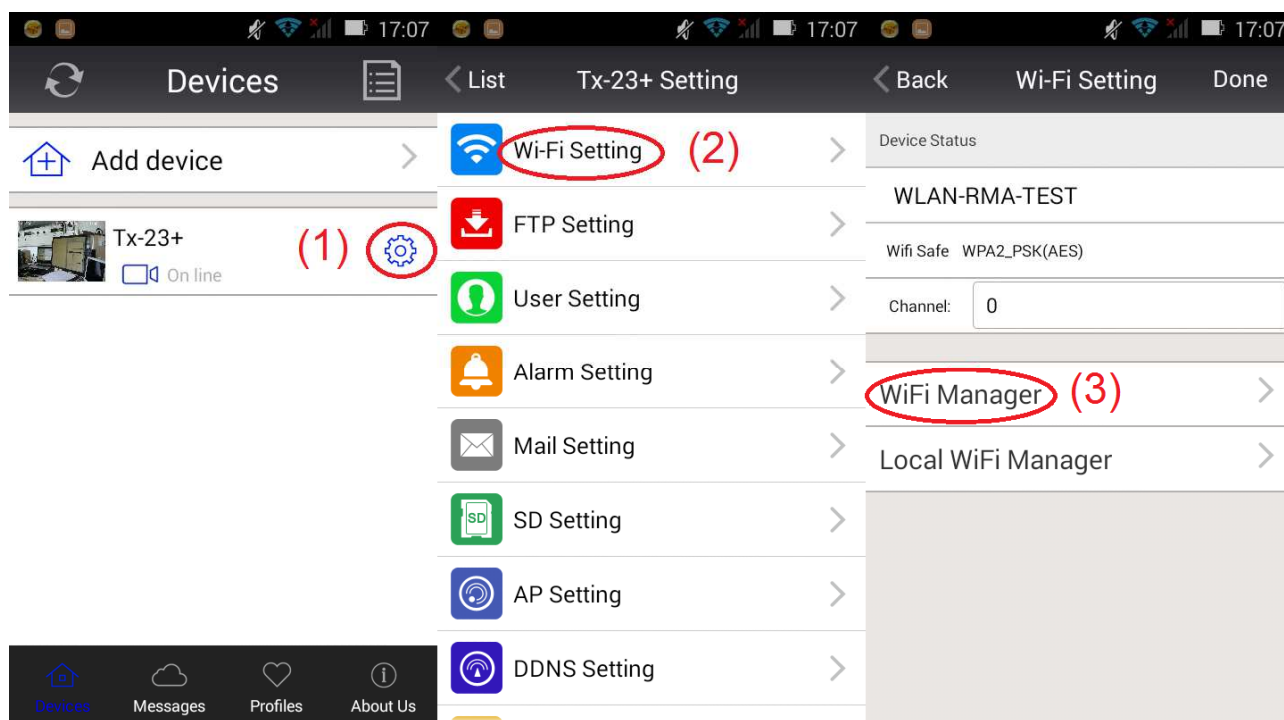 17:07
Devices
Add device
Tx-23+
(1)
On line
Devices
Messages
Profiles
About Us
17:07
List
Tx-23+ Setting
Wi-Fi Setting
(2)
FTP Setting
User Setting
Alarm Setting
Mail Setting
SD
SD Setting
AP Setting
DDNS Setting
17:07
Back
Wi-Fi Setting
Done
Device Status
WLAN-RMA-TEST
Wifi Safe WPA2_PSK(AES)
Channel: 0
WiFi Manager
(3)
Local WiFi Manager